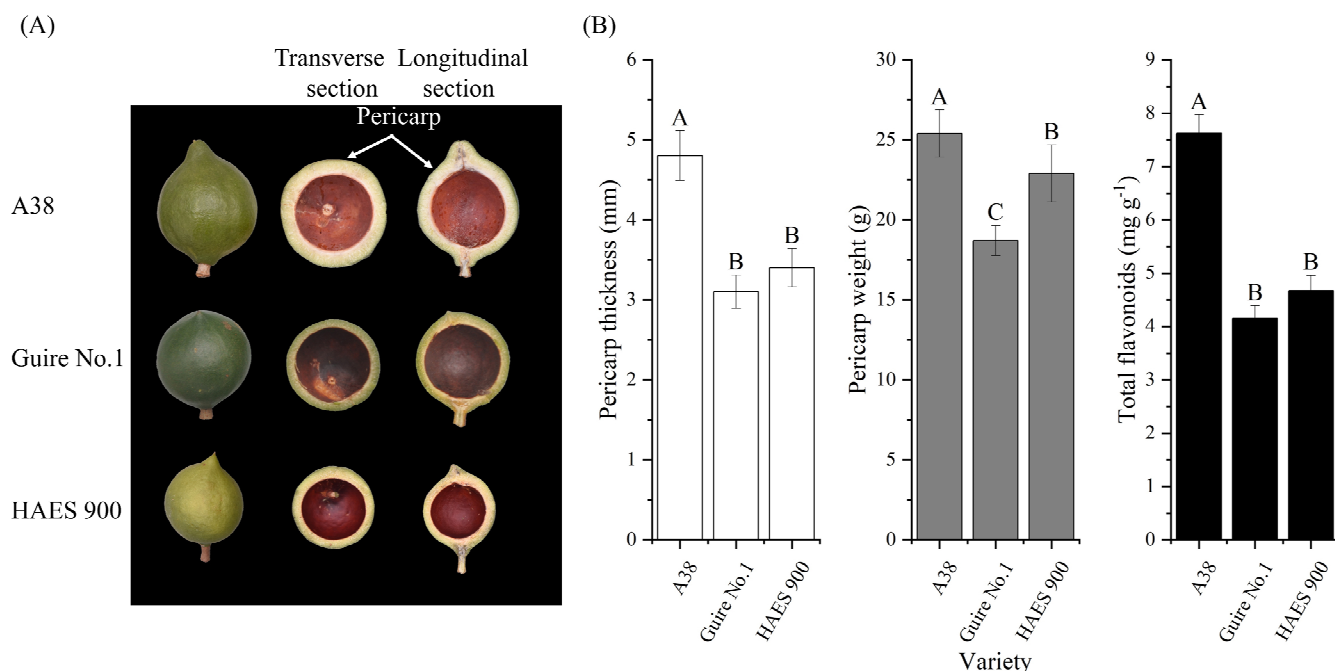 (A)
Transverse section
Longitudinal section
Pericarp
A38
Guire No.1
HAES 900
(B)
Pericarp thickness (mm)
6
5
4
3
2
1
0
A
B
B
A38
Guire No.1
HAES 900
Pericarp weight (g)
30
25
20
15
10
5
0
A
C
B
A38
Guire No.1
HAES 900
Variety
Total flavonoids (mg g⁻¹)
9
8
7
6
5
4
3
2
1
0
A
B
B
A38
Guire No.1
HAES 900